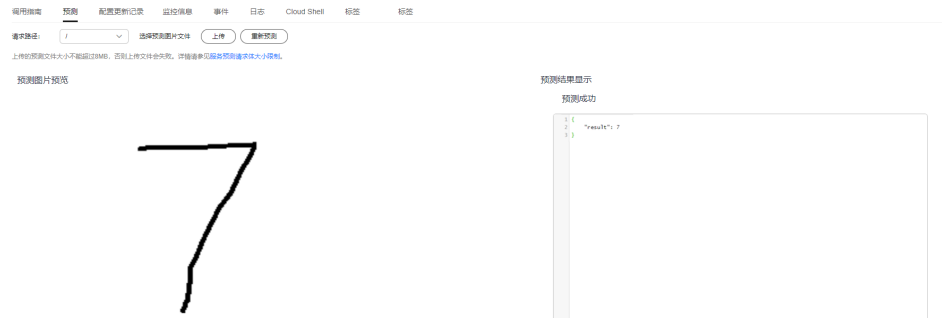 调用指南 预测 配置更新记录 监控信息 事件 日志 Cloud Shell 标签 标签
请求路径： / 选择预测图片文件 上传 重新预测
上传的预测文件大小不能超过8MB，否则上传文件会失败。详情请参见服务预测请求体大小限制。
预测图片预览
7
预测结果显示
预测成功
1 {
2 "result": 7
3 }